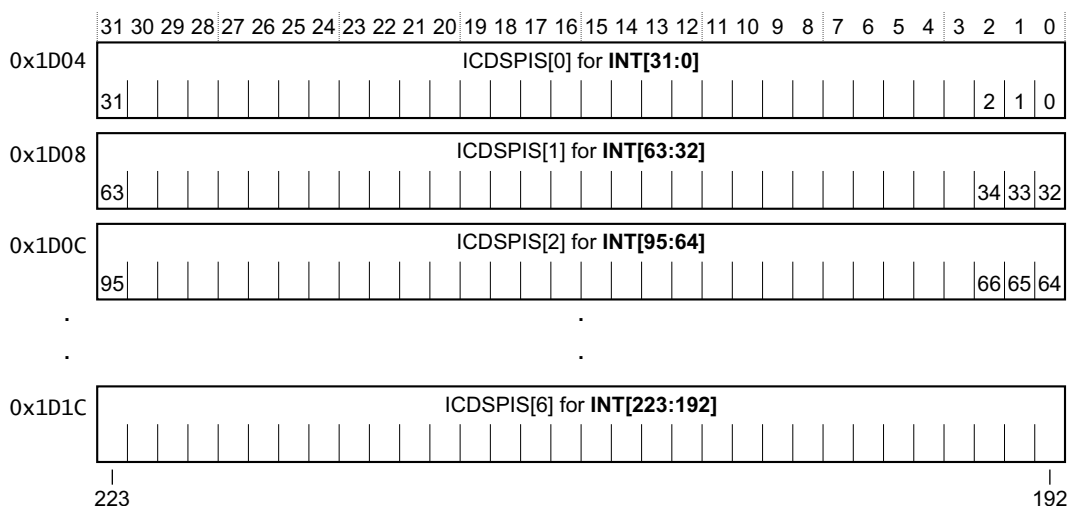 31 30 29 28 27 26 25 24 23 22 21 20 19 18 17 16 15 14 13 12 11 10 9 8 7 6 5 4 3 2 1 0
0x1D04 ICDSPIS[0] for INT[31:0]
31 2 1 0
0x1D08 ICDSPIS[1] for INT[63:32]
63 34 33 32
0x1D0C ICDSPIS[2] for INT[95:64]
95 66 65 64
. .
. .
0x1D1C ICDSPIS[6] for INT[223:192]
223 192